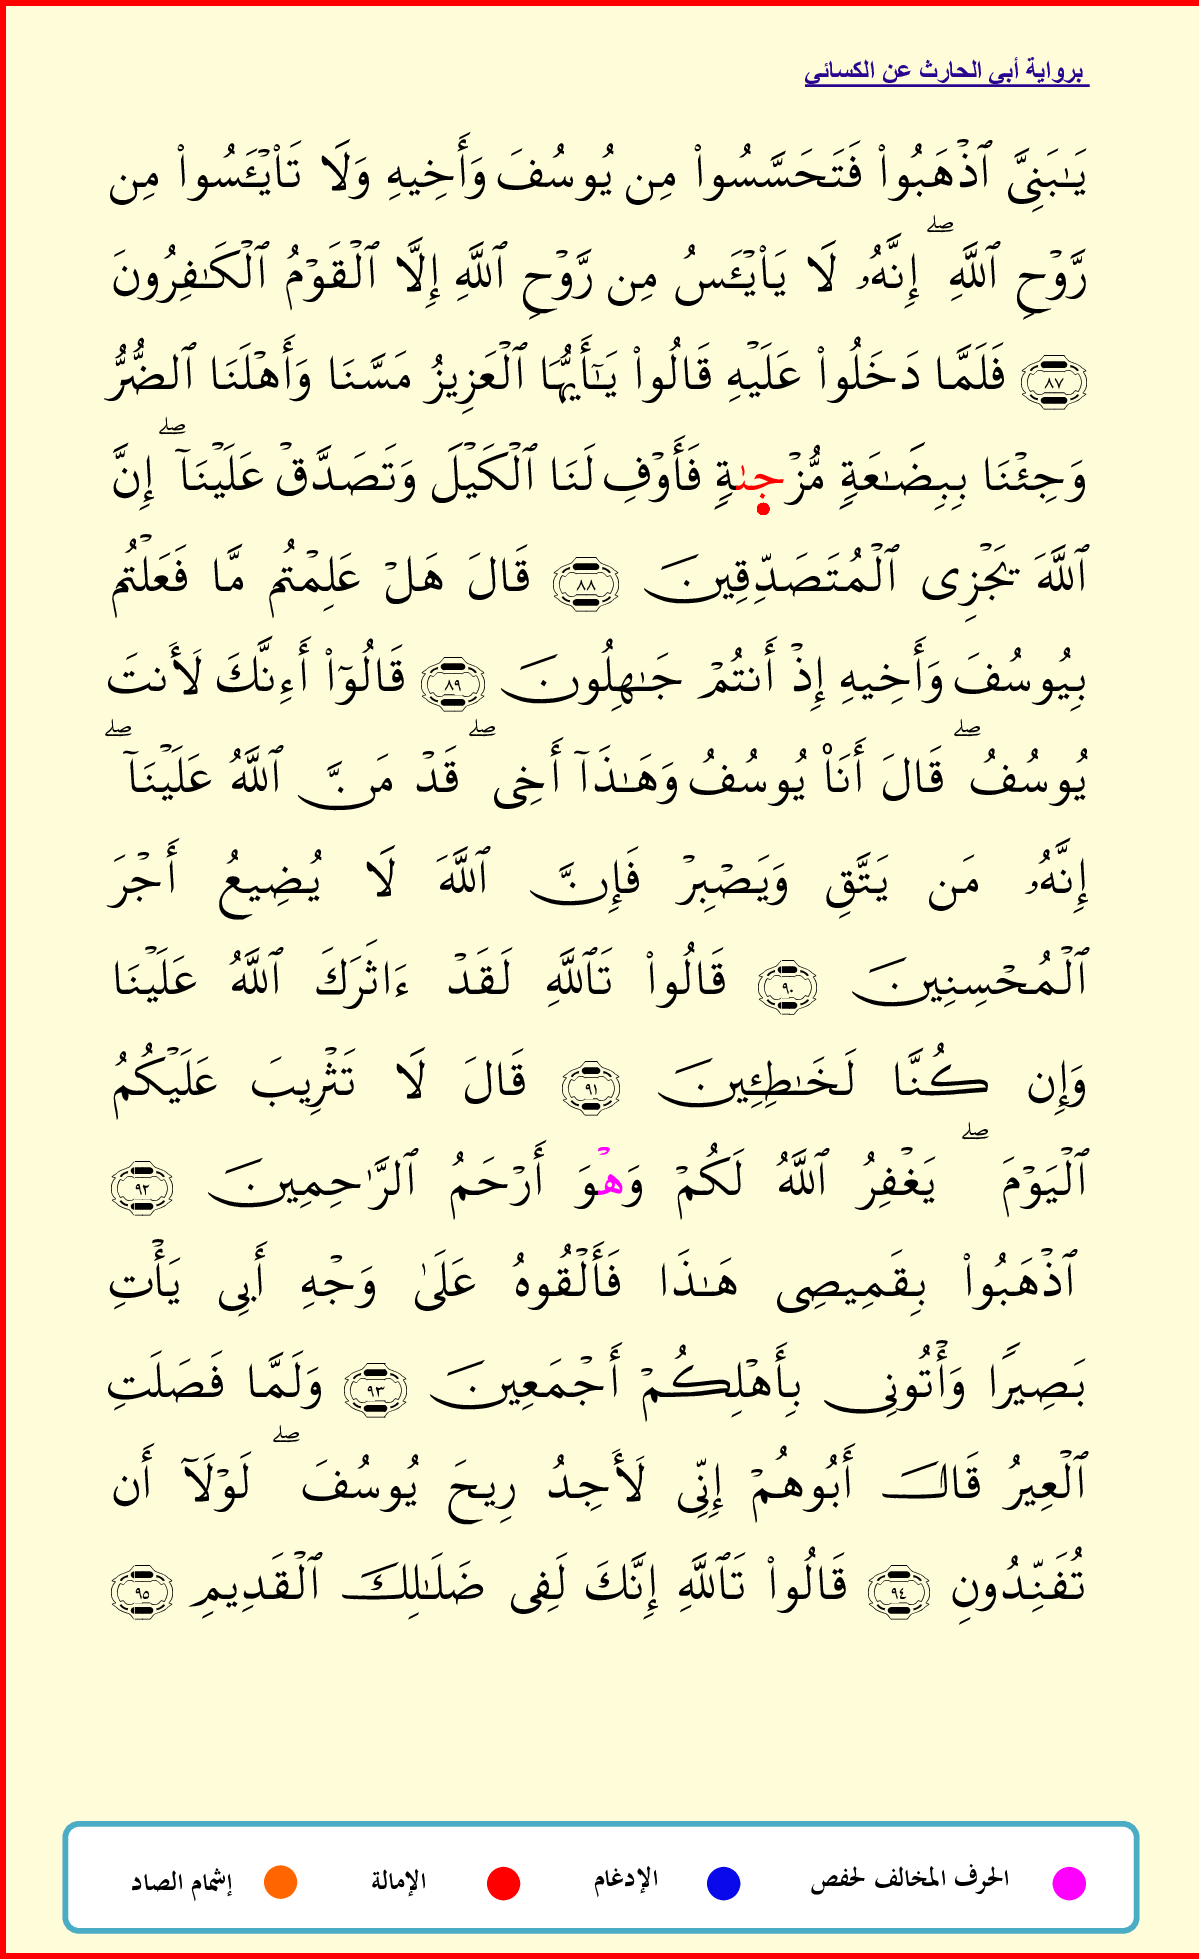 برواية أبي الحارث عن الكسائي
يَـٰبَنِىَّ ٱذْهَبُوا۟ فَتَحَسَّسُوا۟ مِن يُوسُفَ وَأَخِيهِ وَلَا تَا۟يْـَٔسُوا۟ مِن
رَّوْحِ ٱللَّهِ ۖ إِنَّهُۥ لَا يَا۟يْـَٔسُ مِن رَّوْحِ ٱللَّهِ إِلَّا ٱلْقَوْمُ ٱلْكَـٰفِرُونَ
٨٧ فَلَمَّا دَخَلُوا۟ عَلَيْهِ قَالُوا۟ يَـٰٓأَيُّهَا ٱلْعَزِيزُ مَسَّنَا وَأَهْلَنَا ٱلضُّرُّ
وَجِئْنَا بِبِضَـٰعَةٍ مُّزْجىٰةٍ فَأَوْفِ لَنَا ٱلْكَيْلَ وَتَصَدَّقْ عَلَيْنَآ ۖ إِنَّ
ٱللَّهَ يَجْزِى ٱلْمُتَصَدِّقِينَ ٨٨ قَالَ هَلْ عَلِمْتُم مَّا فَعَلْتُم
بِيُوسُفَ وَأَخِيهِ إِذْ أَنتُمْ جَـٰهِلُونَ ٨٩ قَالُوٓا۟ أَءِنَّكَ لَأَنتَ
يُوسُفُ ۖ قَالَ أَنَا۠ يُوسُفُ وَهَـٰذَآ أَخِى ۖ قَدْ مَنَّ ٱللَّهُ عَلَيْنَآ ۖ
إِنَّهُۥ مَن يَتَّقِ وَيَصْبِرْ فَإِنَّ ٱللَّهَ لَا يُضِيعُ أَجْرَ
ٱلْمُحْسِنِينَ ٩٠ قَالُوا۟ تَٱللَّهِ لَقَدْ ءَاثَرَكَ ٱللَّهُ عَلَيْنَا
وَإِن كُنَّا لَخَـٰطِـِٔينَ ٩١ قَالَ لَا تَثْرِيبَ عَلَيْكُمُ
ٱلْيَوْمَ ۖ يَغْفِرُ ٱللَّهُ لَكُمْ وَهْوَ أَرْحَمُ ٱلرَّٰحِمِينَ ٩٢
ٱذْهَبُوا۟ بِقَمِيصِى هَـٰذَا فَأَلْقُوهُ عَلَىٰ وَجْهِ أَبِى يَأْتِ
بَصِيرًا وَأْتُونِى بِأَهْلِكُمْ أَجْمَعِينَ ٩٣ وَلَمَّا فَصَلَتِ
ٱلْعِيرُ قَالَ أَبُوهُمْ إِنِّى لَأَجِدُ رِيحَ يُوسُفَ ۖ لَوْلَآ أَن
تُفَنِّدُونِ ٩٤ قَالُوا۟ تَٱللَّهِ إِنَّكَ لَفِى ضَلَـٰلِكَ ٱلْقَدِيمِ ٩٥
الحرف المخالف لحفص الإدغام الإمالة إشمام الصاد